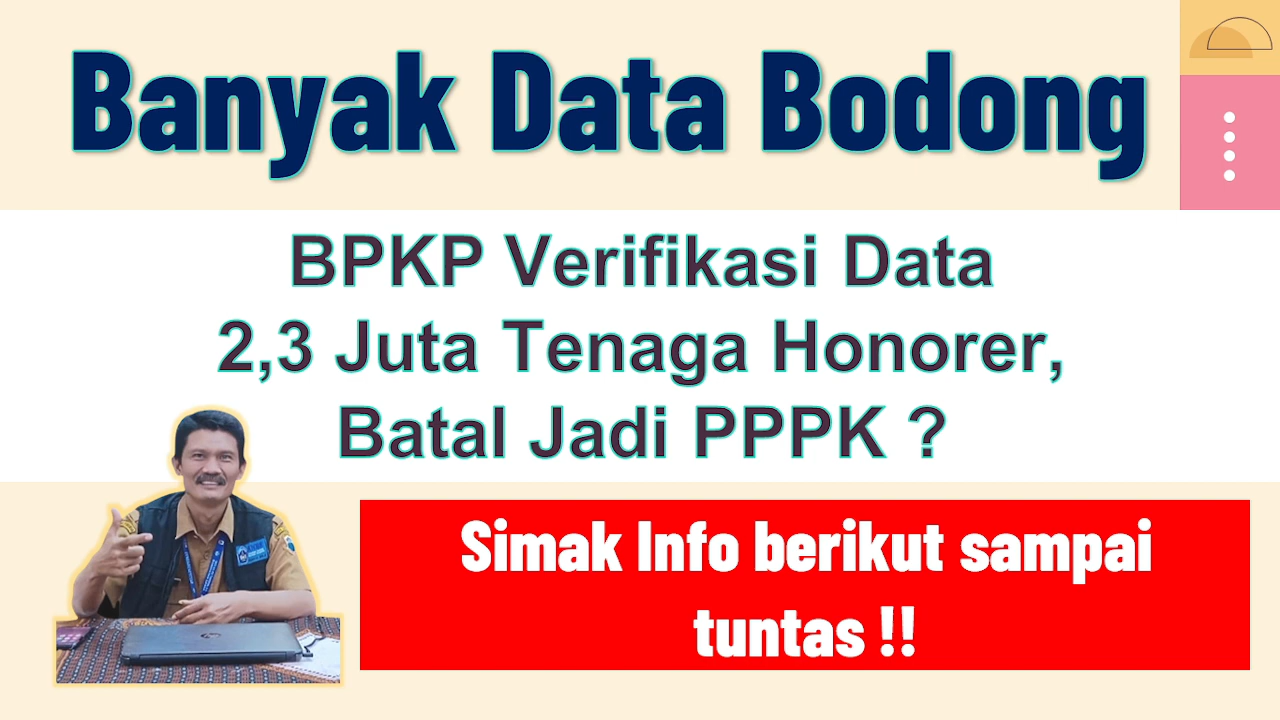 Banyak Data Bodong
BPKP Verifikasi Data
2,3 Juta Tenaga Honorer,
Batal Jadi PPPK ?
Simak Info berikut sampai
tuntas !!